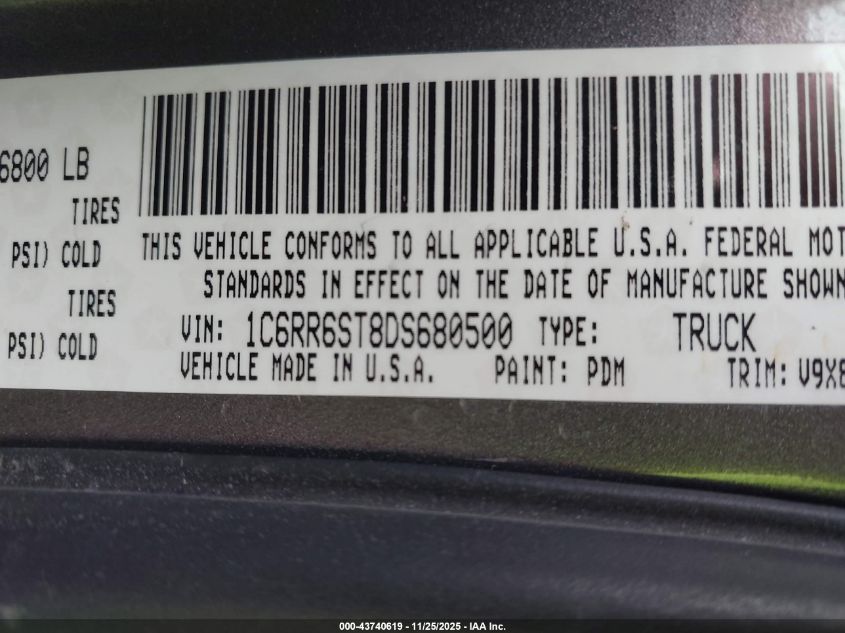 6800 LB
TIRES
PSI) COLD
TIRES
PSI) COLD
THIS VEHICLE CONFORMS TO ALL APPLICABLE U.S.A. FEDERAL MOT
STANDARDS IN EFFECT ON THE DATE OF MANUFACTURE SHOWN
VIN: 1C6RR6ST8DS680500 TYPE: TRUCK
VEHICLE MADE IN U.S.A. PAINT: PDM TRIM: V9X8
000-43740619 - 11/25/2025 - IAA Inc.